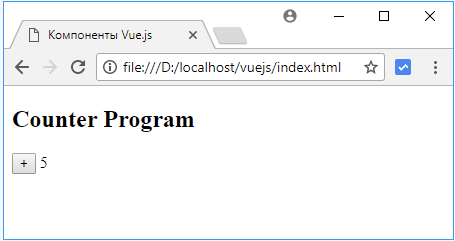 Компоненты Vue.js
file:///D:/localhost/vuejs/index.html
Counter Program
+ 5